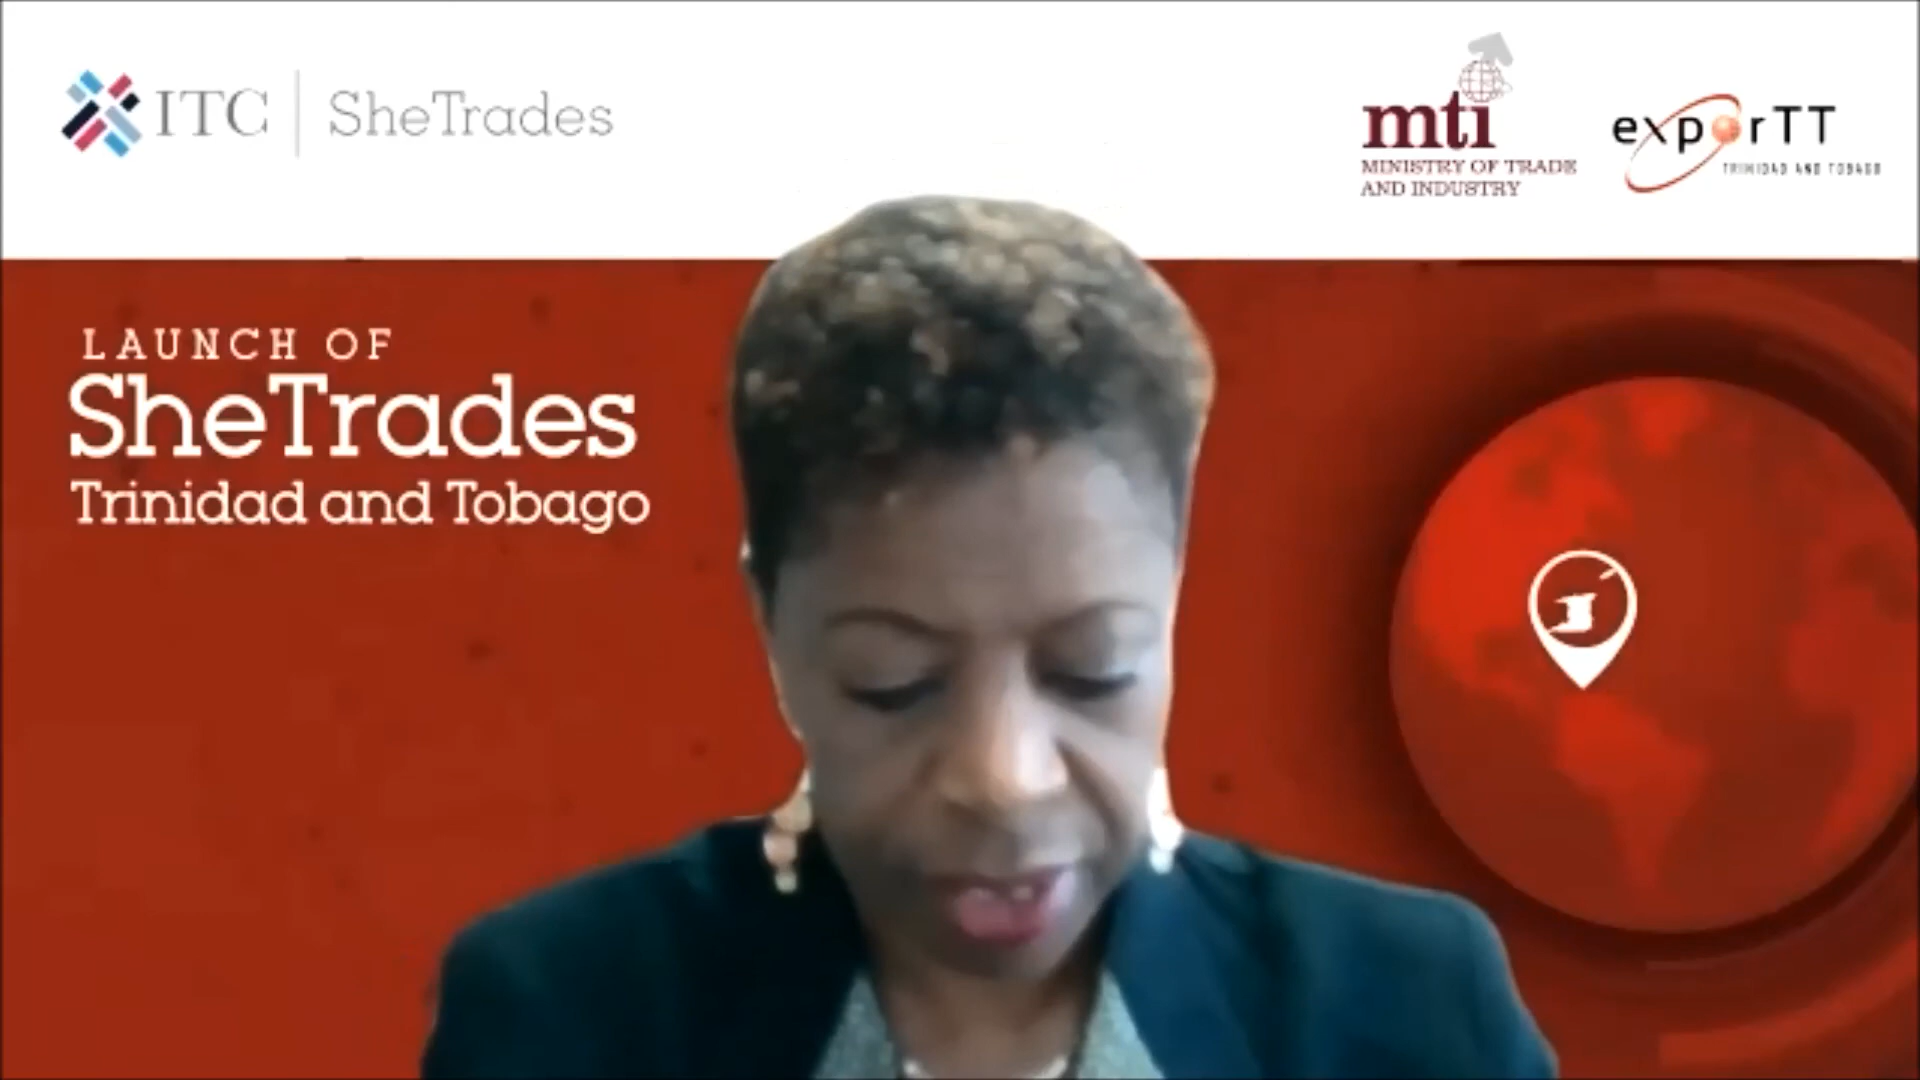 ITC | SheTrades
mti
MINISTRY OF TRADE
AND INDUSTRY
exporTT
TRINIDAD AND TOBAGO
LAUNCH OF
SheTrades
Trinidad and Tobago